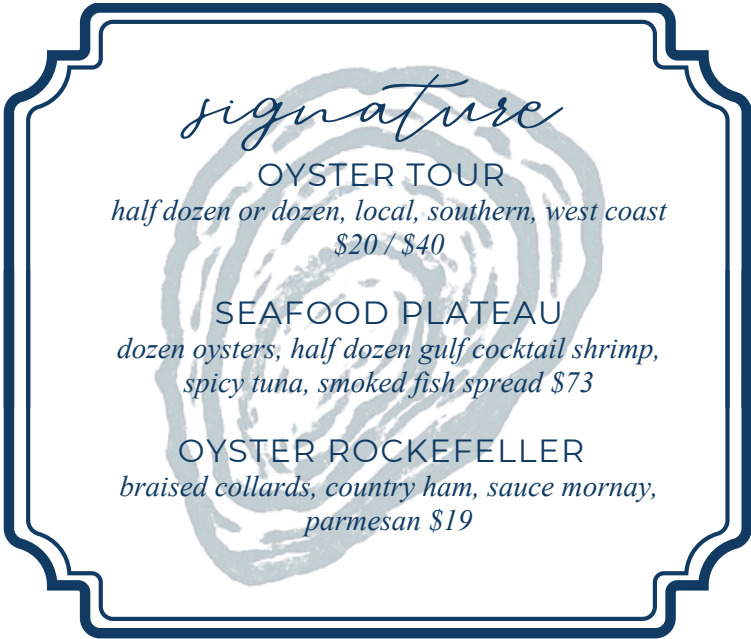 signature
OYSTER TOUR
half dozen or dozen, local, southern, west coast
$20 / $40
SEAFOOD PLATEAU
dozen oysters, half dozen gulf cocktail shrimp,
spicy tuna, smoked fish spread $73
OYSTER ROCKEFELLER
braised collards, country ham, sauce mornay,
parmesan $19